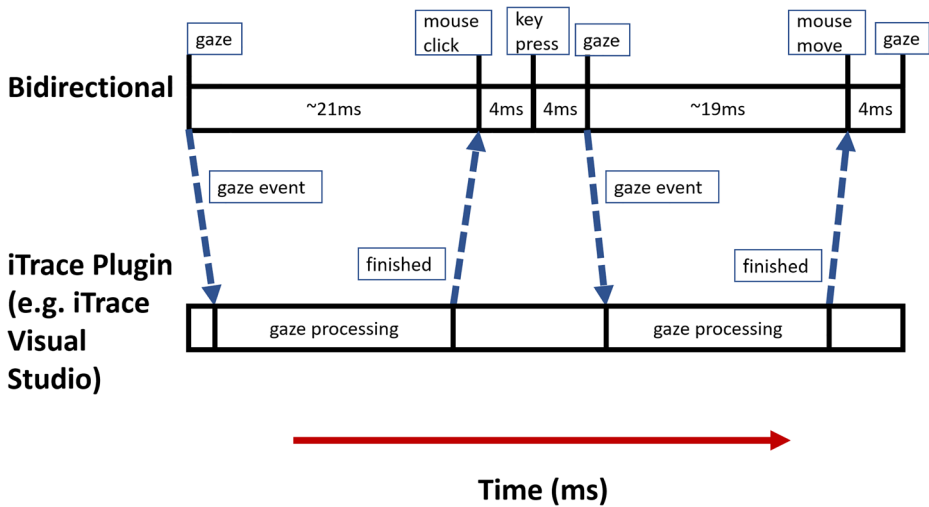 gaze
mouse
click
key
press
gaze
mouse
move
gaze
Bidirectional
~21ms
4ms
4ms
~19ms
4ms
gaze event
gaze event
finished
finished
iTrace Plugin
(e.g. iTrace
Visual
Studio)
gaze processing
gaze processing
Time (ms)